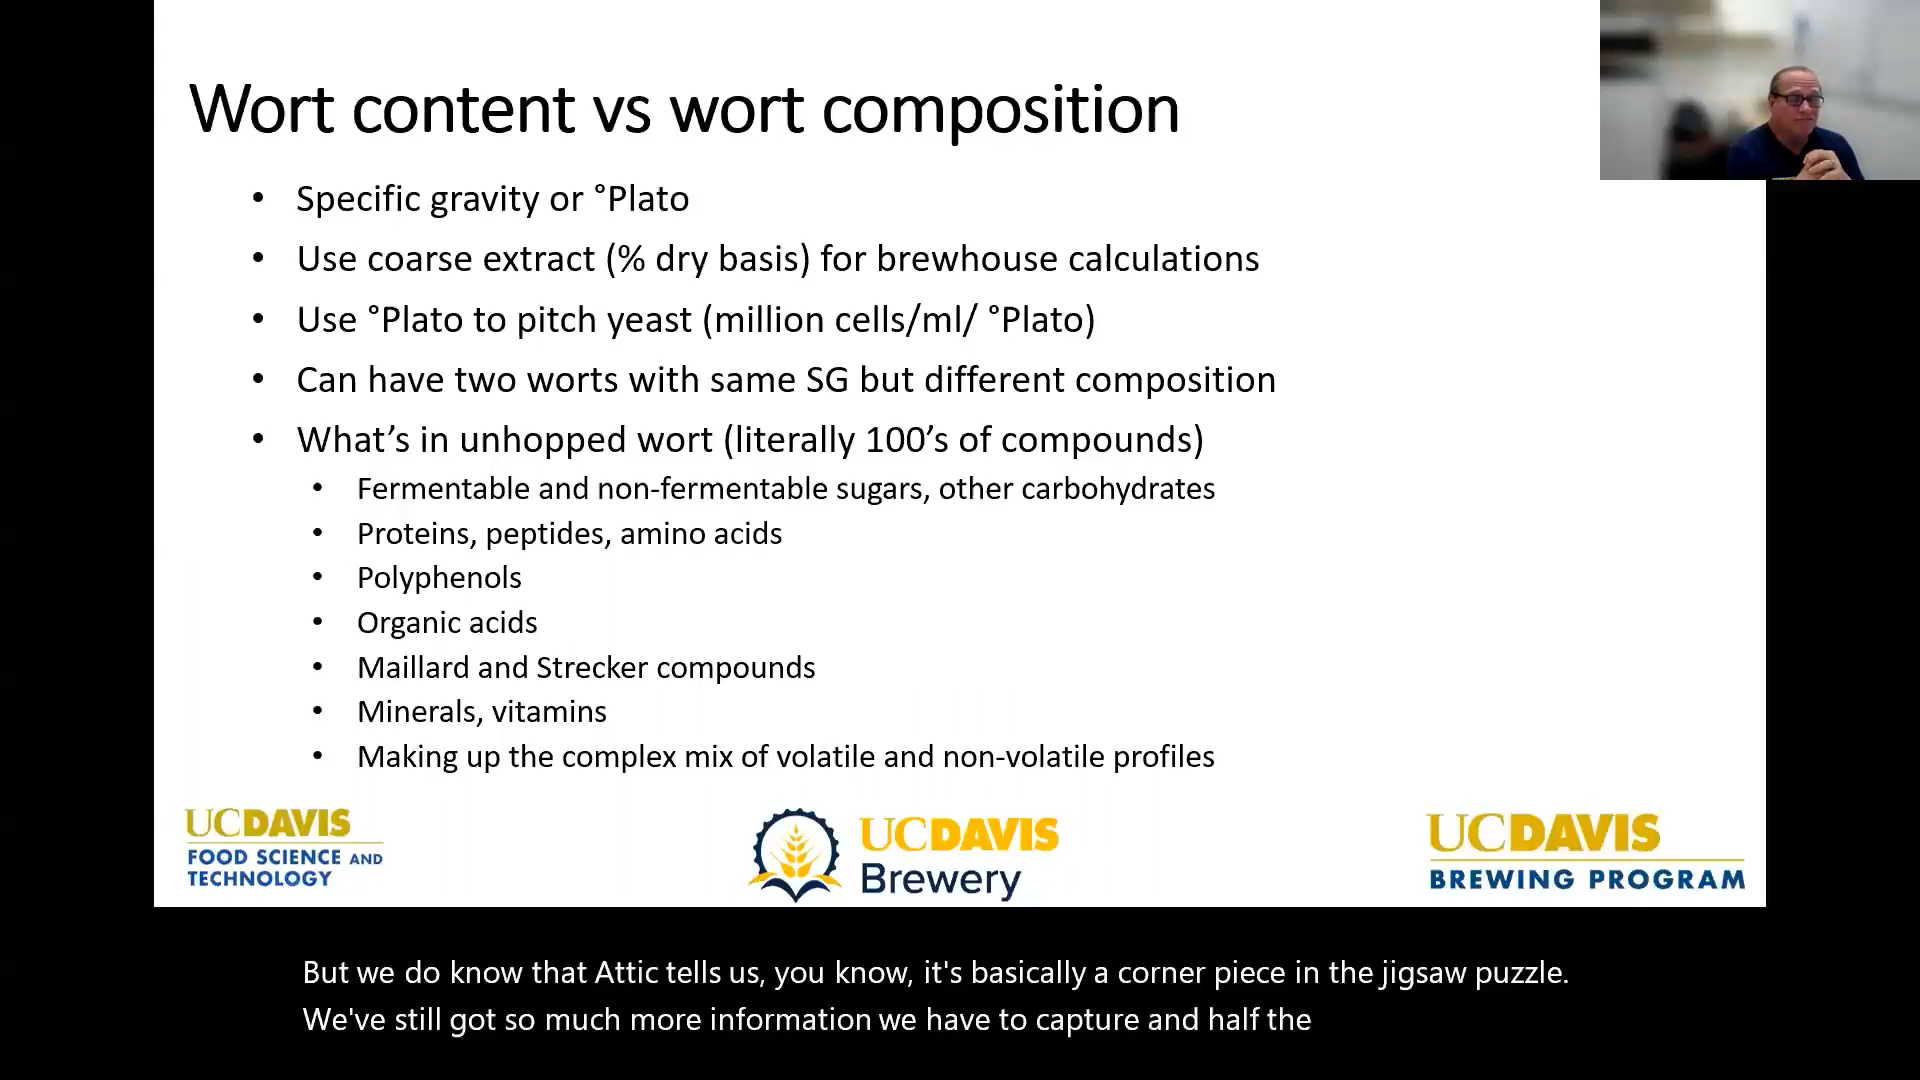 Wort content vs wort composition
• Specific gravity or °Plato
• Use coarse extract (% dry basis) for brewhouse calculations
• Use °Plato to pitch yeast (million cells/ml/ °Plato)
• Can have two worts with same SG but different composition
• What’s in unhopped wort (literally 100’s of compounds)
• Fermentable and non-fermentable sugars, other carbohydrates
• Proteins, peptides, amino acids
• Polyphenols
• Organic acids
• Maillard and Strecker compounds
• Minerals, vitamins
• Making up the complex mix of volatile and non-volatile profiles
UCDAVIS
FOOD SCIENCE AND
TECHNOLOGY
UCDAVIS
Brewery
UCDAVIS
BREWING PROGRAM
But we do know that Attic tells us, you know, it's basically a corner piece in the jigsaw puzzle.
We've still got so much more information we have to capture and half the